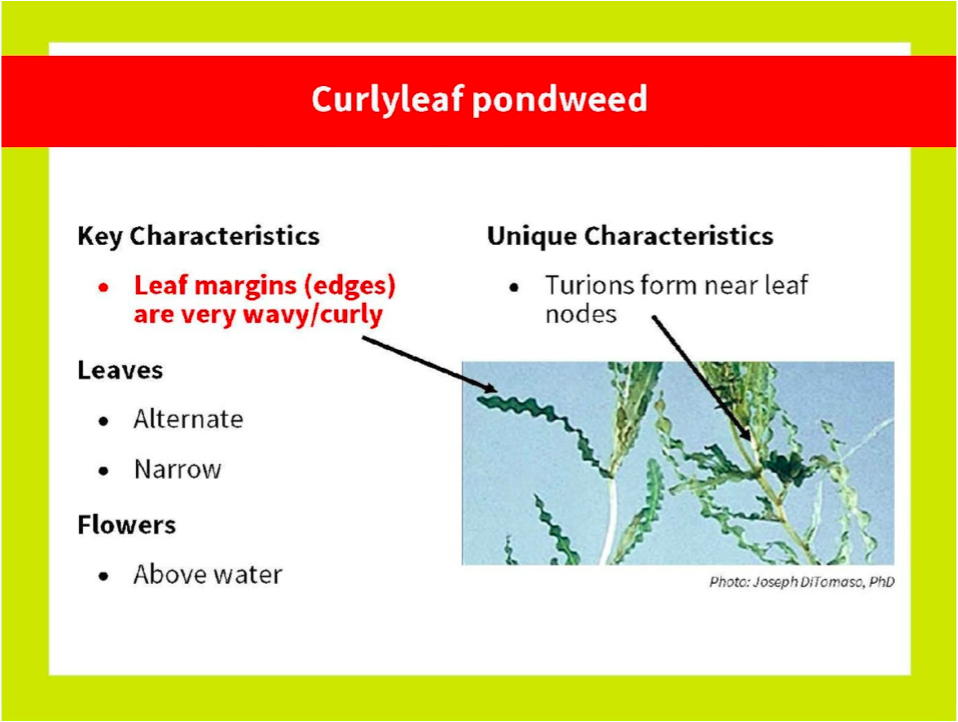 Curlyleaf pondweed
Key Characteristics
• Leaf margins (edges)
are very wavy/curly
Leaves
• Alternate
• Narrow
Flowers
• Above water
Unique Characteristics
• Turions form near leaf
nodes
Photo: Joseph DiTomaso, PhD